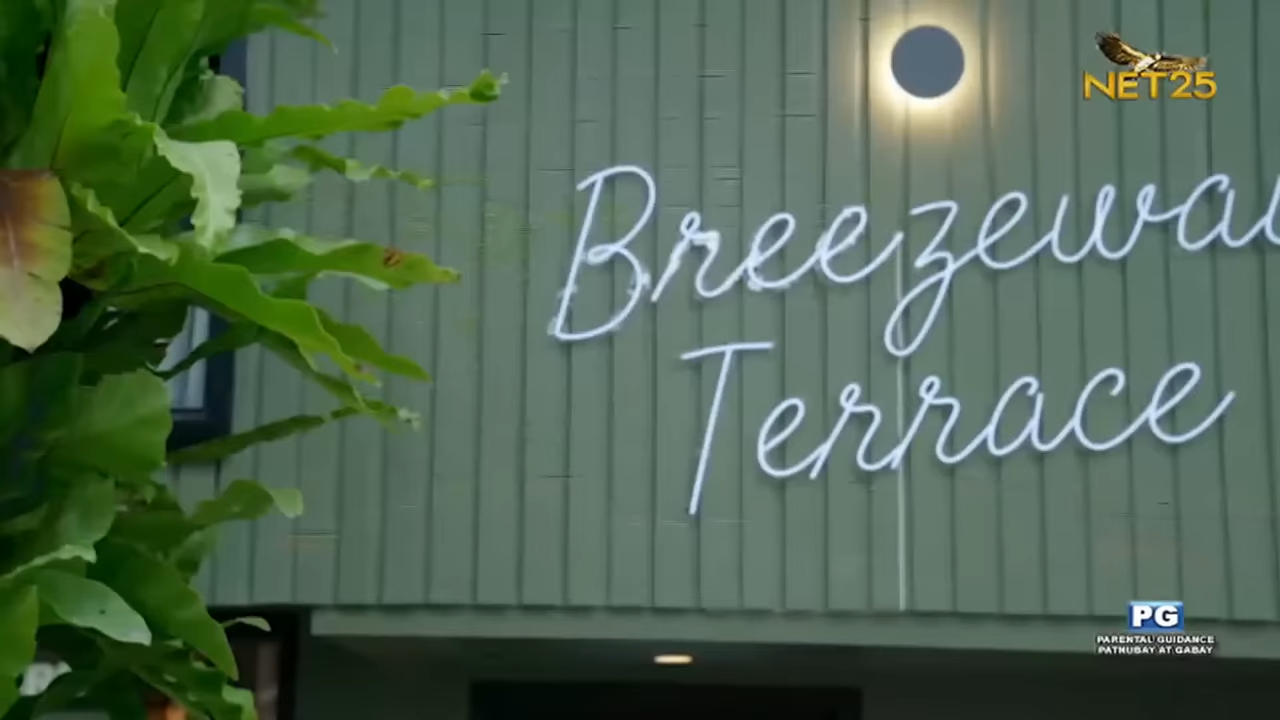 NET25
Breezewa
Terrace
PG
PARENTAL GUIDANCE
PATNUBAY AT GABAY